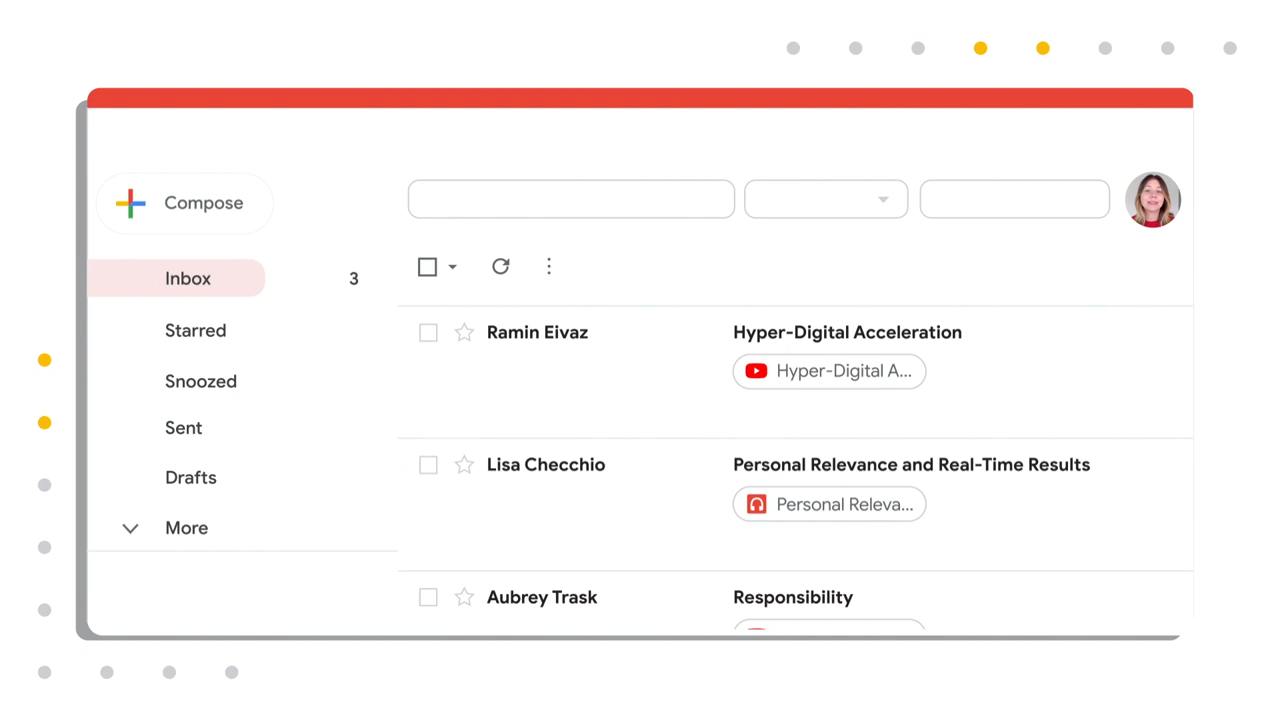 Compose
Inbox 3
Starred
Snoozed
Sent
Drafts
More
Ramin Eivaz Hyper-Digital Acceleration
Hyper-Digital A...
Lisa Checchio Personal Relevance and Real-Time Results
Personal Releva...
Aubrey Trask Responsibility